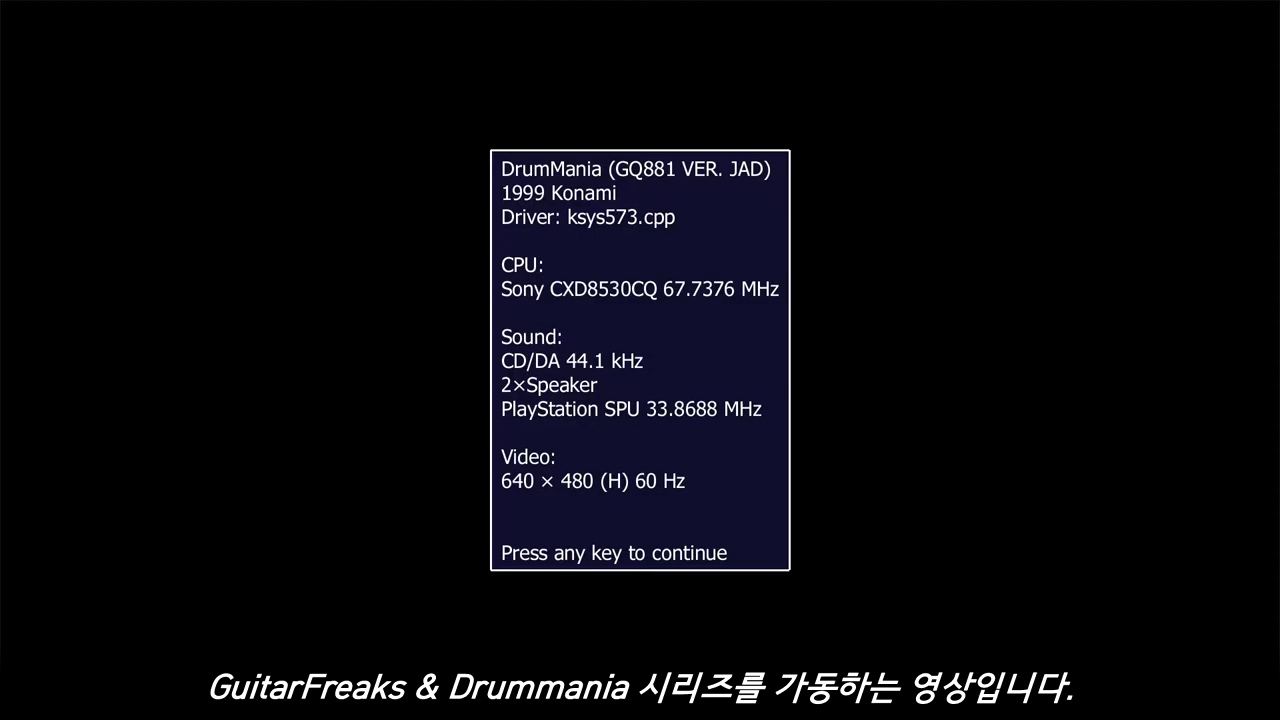 DrumMania (GQ881 VER. JAD)
1999 Konami
Driver: ksys573.cpp
CPU:
Sony CXD8530CQ 67.7376 MHz
Sound:
CD/DA 44.1 kHz
2×Speaker
PlayStation SPU 33.8688 MHz
Video:
640 × 480 (H) 60 Hz
Press any key to continue
GuitarFreaks & Drummania 시리즈를 가동하는 영상입니다.